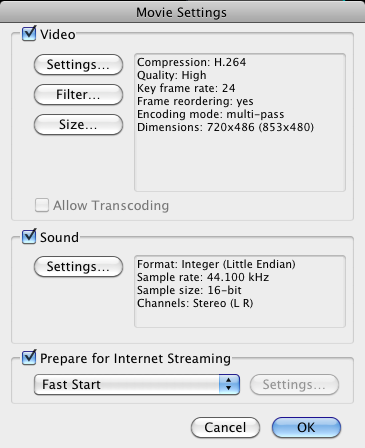 Movie Settings
Video
Settings...
Filter...
Size...
Compression: H.264
Quality: High
Key frame rate: 24
Frame reordering: yes
Encoding mode: multi-pass
Dimensions: 720x486 (853x480)
Allow Transcoding
Sound
Settings...
Format: Integer (Little Endian)
Sample rate: 44.100 kHz
Sample size: 16-bit
Channels: Stereo (L R)
Prepare for Internet Streaming
Fast Start
Settings...
Cancel
OK